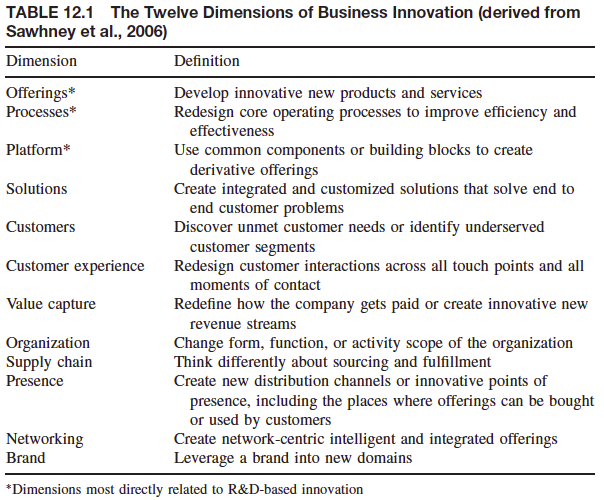 TABLE 12.1 The Twelve Dimensions of Business Innovation (derived from
Sawhney et al., 2006)
Dimension Definition
Offerings* Develop innovative new products and services
Processes* Redesign core operating processes to improve efficiency and
effectiveness
Platform* Use common components or building blocks to create
derivative offerings
Solutions Create integrated and customized solutions that solve end to
end customer problems
Customers Discover unmet customer needs or identify underserved
customer segments
Customer experience Redesign customer interactions across all touch points and all
moments of contact
Value capture Redefine how the company gets paid or create innovative new
revenue streams
Organization Change form, function, or activity scope of the organization
Supply chain Think differently about sourcing and fulfillment
Presence Create new distribution channels or innovative points of
presence, including the places where offerings can be bought
or used by customers
Networking Create network-centric intelligent and integrated offerings
Brand Leverage a brand into new domains
*Dimensions most directly related to R&D-based innovation